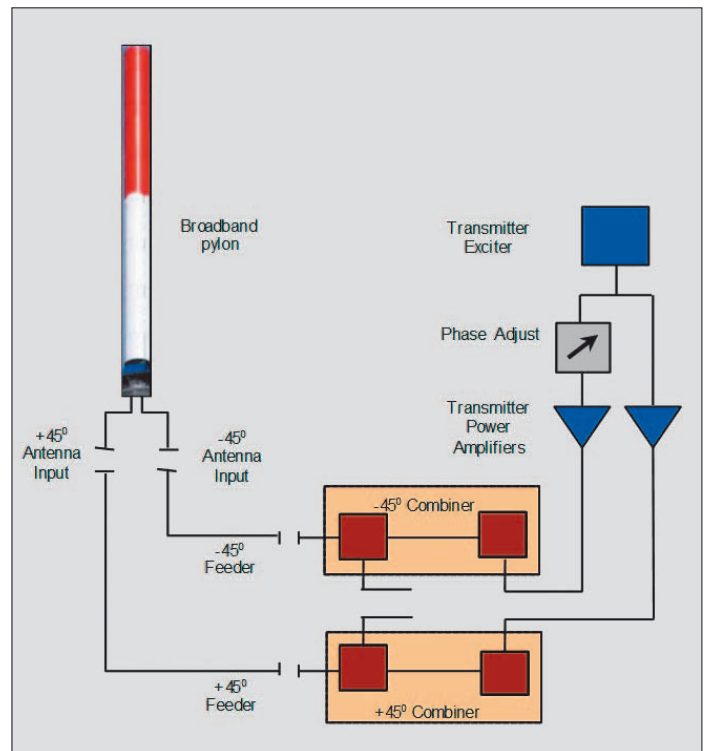 Broadband
pylon
Transmitter
Exciter
Phase Adjust
Transmitter
Power
Amplifiers
+45⁰
Antenna
Input
-45⁰
Antenna
Input
-45⁰ Combiner
-45⁰
Feeder
+45⁰
Feeder
+45⁰ Combiner